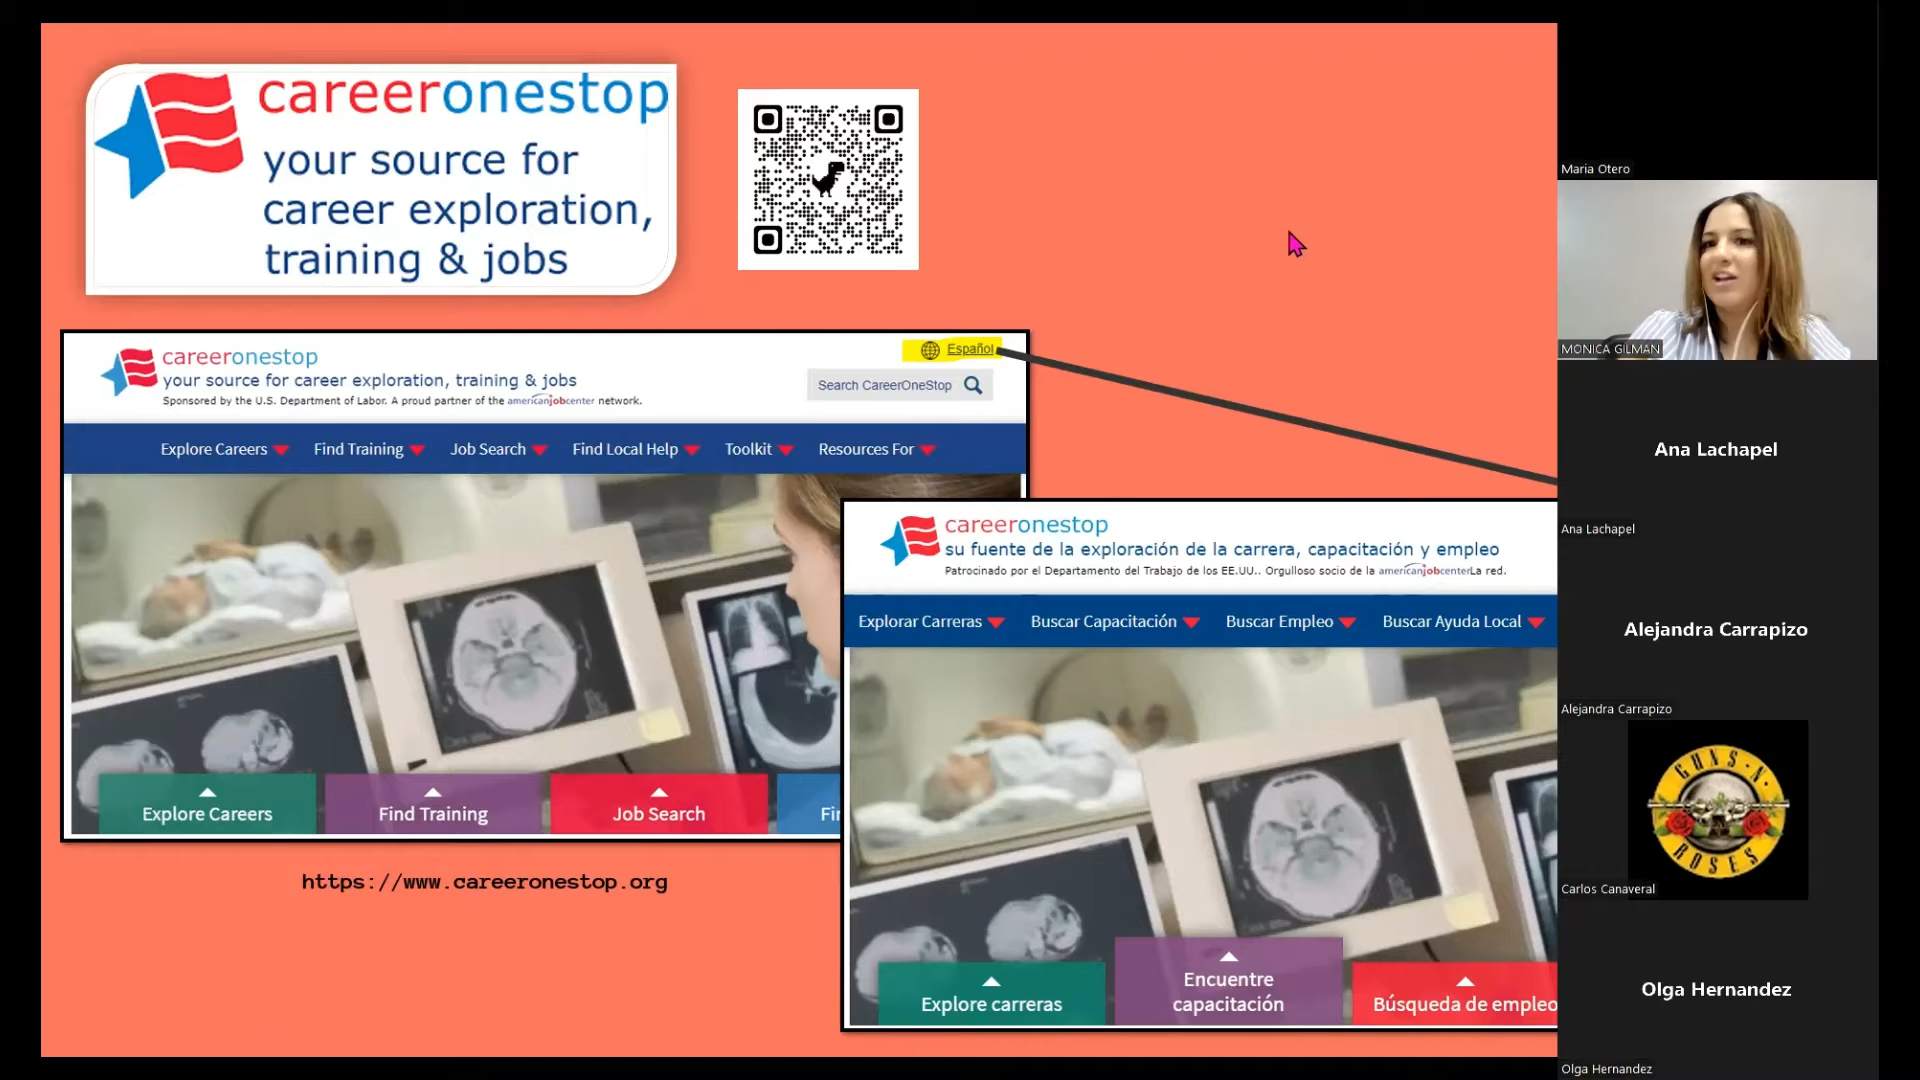 careeronestop
your source for
career exploration,
training & jobs
careeronestop
your source for career exploration, training & jobs
Sponsored by the U.S. Department of Labor. A proud partner of the americanjobcenter network.
Español
Search CareerOneStop
Explore Careers Find Training Job Search Find Local Help Toolkit Resources For
Explore Careers Find Training Job Search
https://www.careeronestop.org
careeronestop
su fuente de la exploración de la carrera, capacitación y empleo
Patrocinado por el Departamento del Trabajo de los EE.UU.. Orgulloso socio de la americanjobcenterLa red.
Explorar Carreras Buscar Capacitación Buscar Empleo Buscar Ayuda Local
Explore carreras
Encuentre
capacitación
Búsqueda de empleo
Maria Otero
MONICA GILMAN
Ana Lachapel
Ana Lachapel
Alejandra Carrapizo
Alejandra Carrapizo
GUNS N'
ROSES
Carlos Canaveral
Olga Hernandez
Olga Hernandez